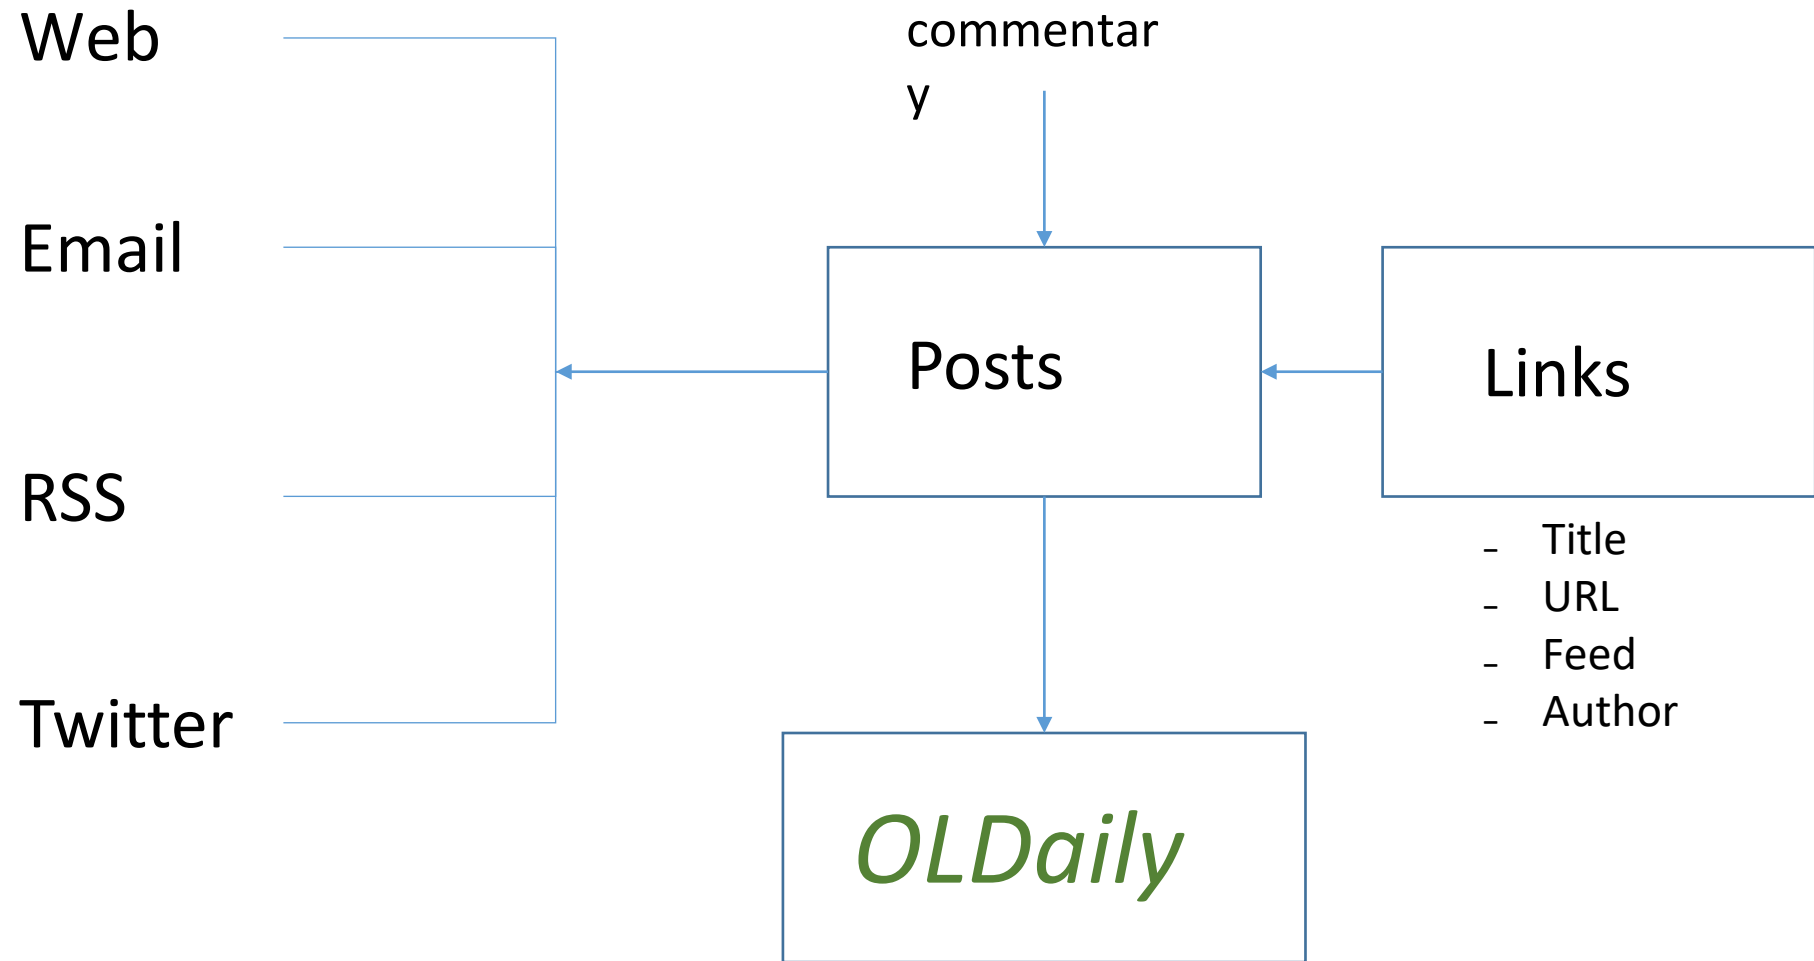 Web
commentar
y
Email
Posts
Links
RSS
- Title
- URL
- Feed
- Author
Twitter
OLDaily